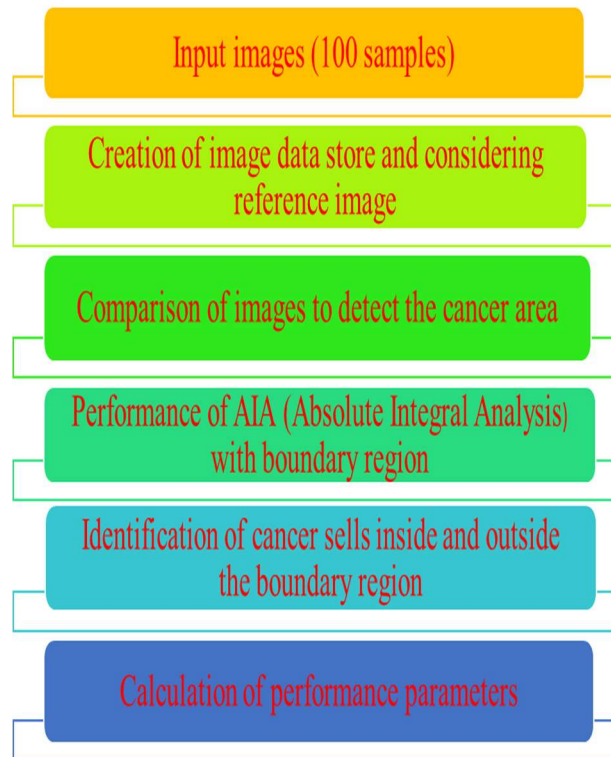 Input images (100 samples)
Creation of image data store and considering
reference image
Comparison of images to detect the cancer area
Performance of AIA (Absolute Integral Analysis)
with boundary region
Identification of cancer sells inside and outside
the boundary region
Calculation of performance parameters